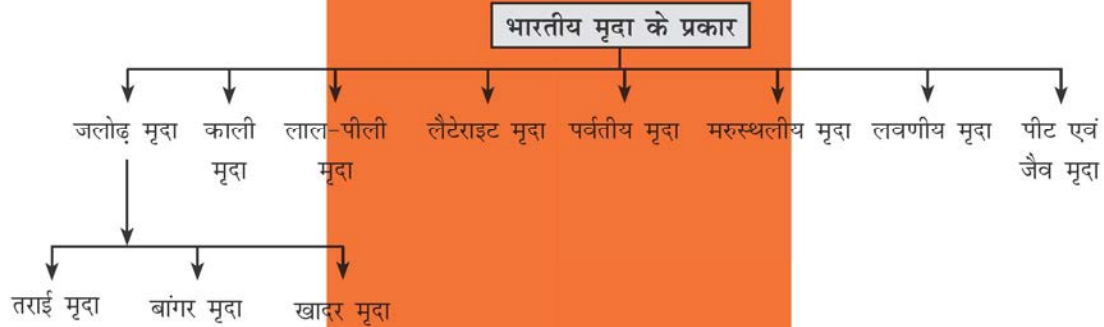 भारतीय मृदा के प्रकार
जलोढ़ मृदा
काली
मृदा
लाल-पीली
मृदा
लैटेराइट मृदा
पर्वतीय मृदा
मरुस्थलीय मृदा
लवणीय मृदा
पीट एवं
जैव मृदा
तराई मृदा
बांगर मृदा
खादर मृदा